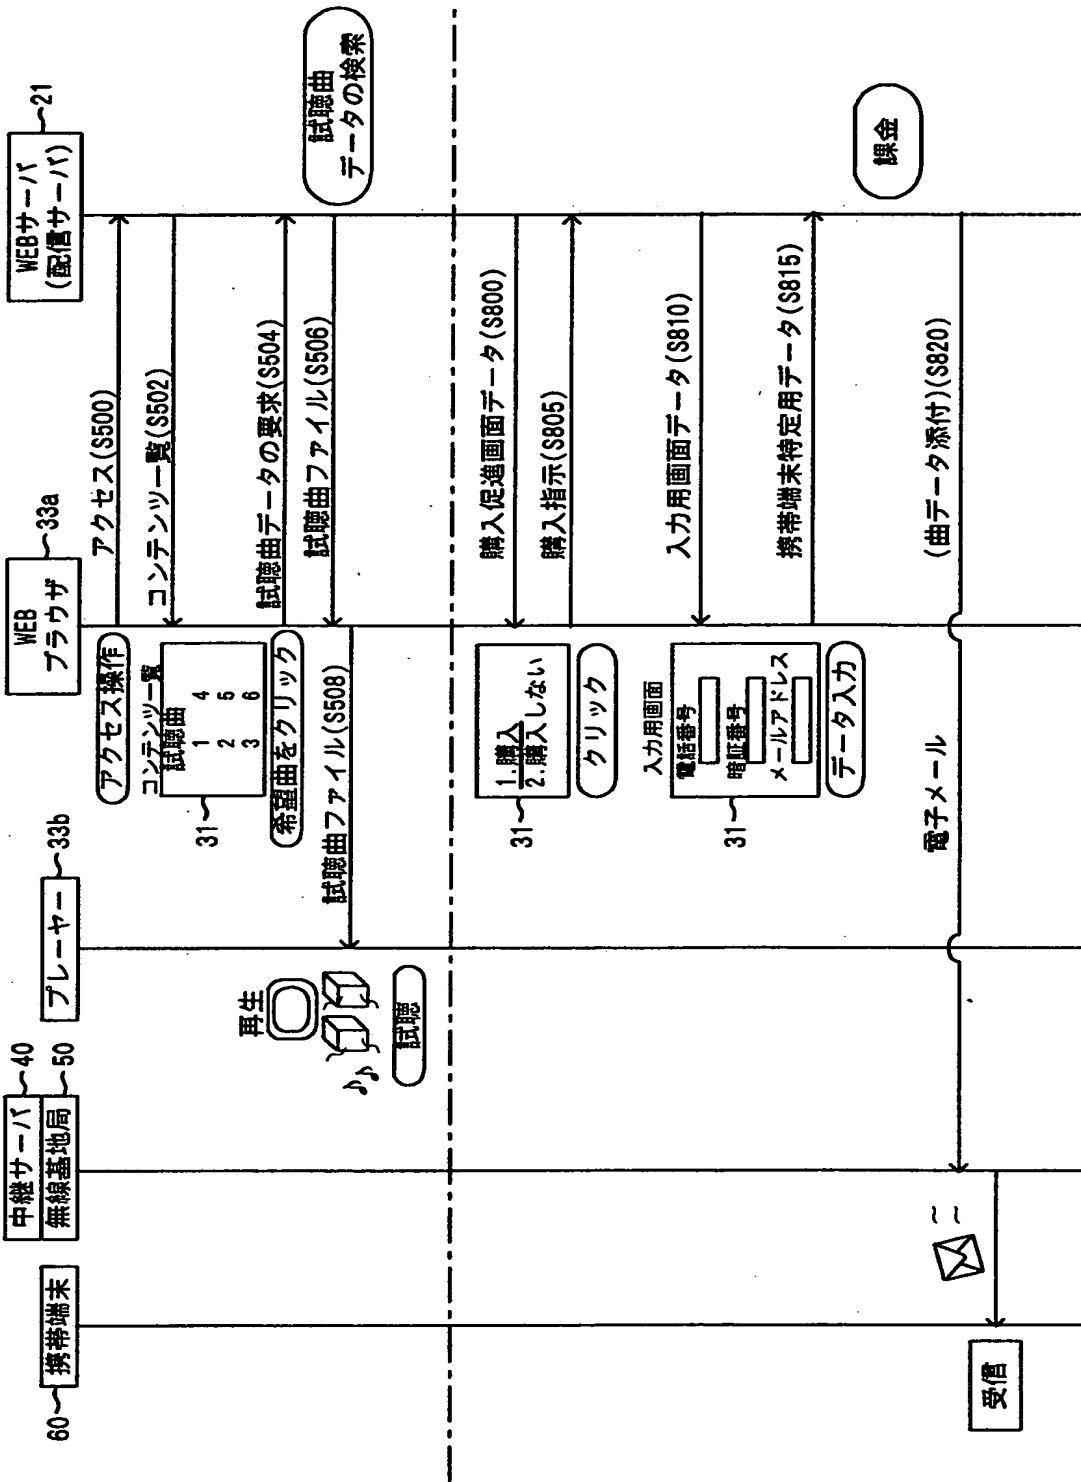 60
携帯端末
中継サーバ
40
無線基地局
50
プレーヤー
33b
WEB
ブラウザ
33a
WEBサーバ
(配信サーバ)
21
アクセス操作
アクセス(S500)
コンテンツ一覧(S502)
コンテンツ一覧
試聴曲
1 4
2 5
3 6
31
希望曲をクリック
試聴曲データの要求(S504)
試聴曲
データの検索
試聴曲ファイル(S506)
試聴曲ファイル(S508)
再生
試聴
購入促進画面データ(S800)
1.購入
2.購入しない
31
クリック
購入指示(S805)
入力用画面データ(S810)
入力用画面
電話番号
暗証番号
メールアドレス
31
データ入力
携帯端末特定用データ(S815)
課金
電子メール
(曲データ添付)(S820)
受信